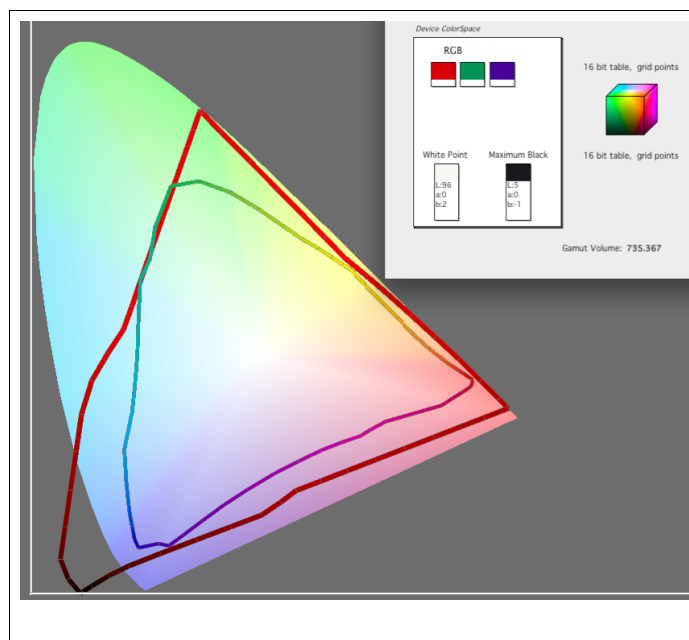 Device ColorSpace
RGB
16 bit table,  grid points
White Point
Maximum Black
16 bit table,  grid points
L:96
a:0
b:2
L:5
a:0
b:-1
Gamut Volume: 735.367